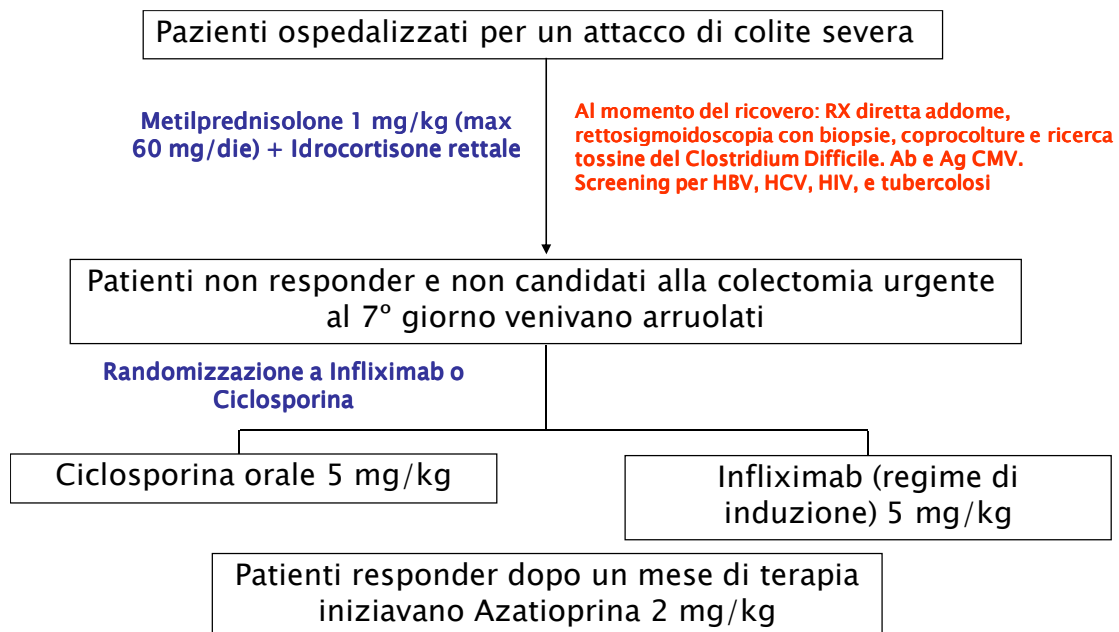 Pazienti ospedalizzati per un attacco di colite severa
Metilprednisolone 1 mg/kg (max
60 mg/die) + Idrocortisone rettale
Al momento del ricovero: RX diretta addome,
rettosigmoidoscopia con biopsie, coprocolture e ricerca
tossine del Clostridium Difficile. Ab e Ag CMV.
Screening per HBV, HCV, HIV, e tubercolosi
Patienti non responder e non candidati alla colectomia urgente
al 7° giorno venivano arruolati
Randomizzazione a Infliximab o
Ciclosporina
Ciclosporina orale 5 mg/kg
Infliximab (regime di
induzione) 5 mg/kg
Patienti responder dopo un mese di terapia
iniziavano Azatioprina 2 mg/kg